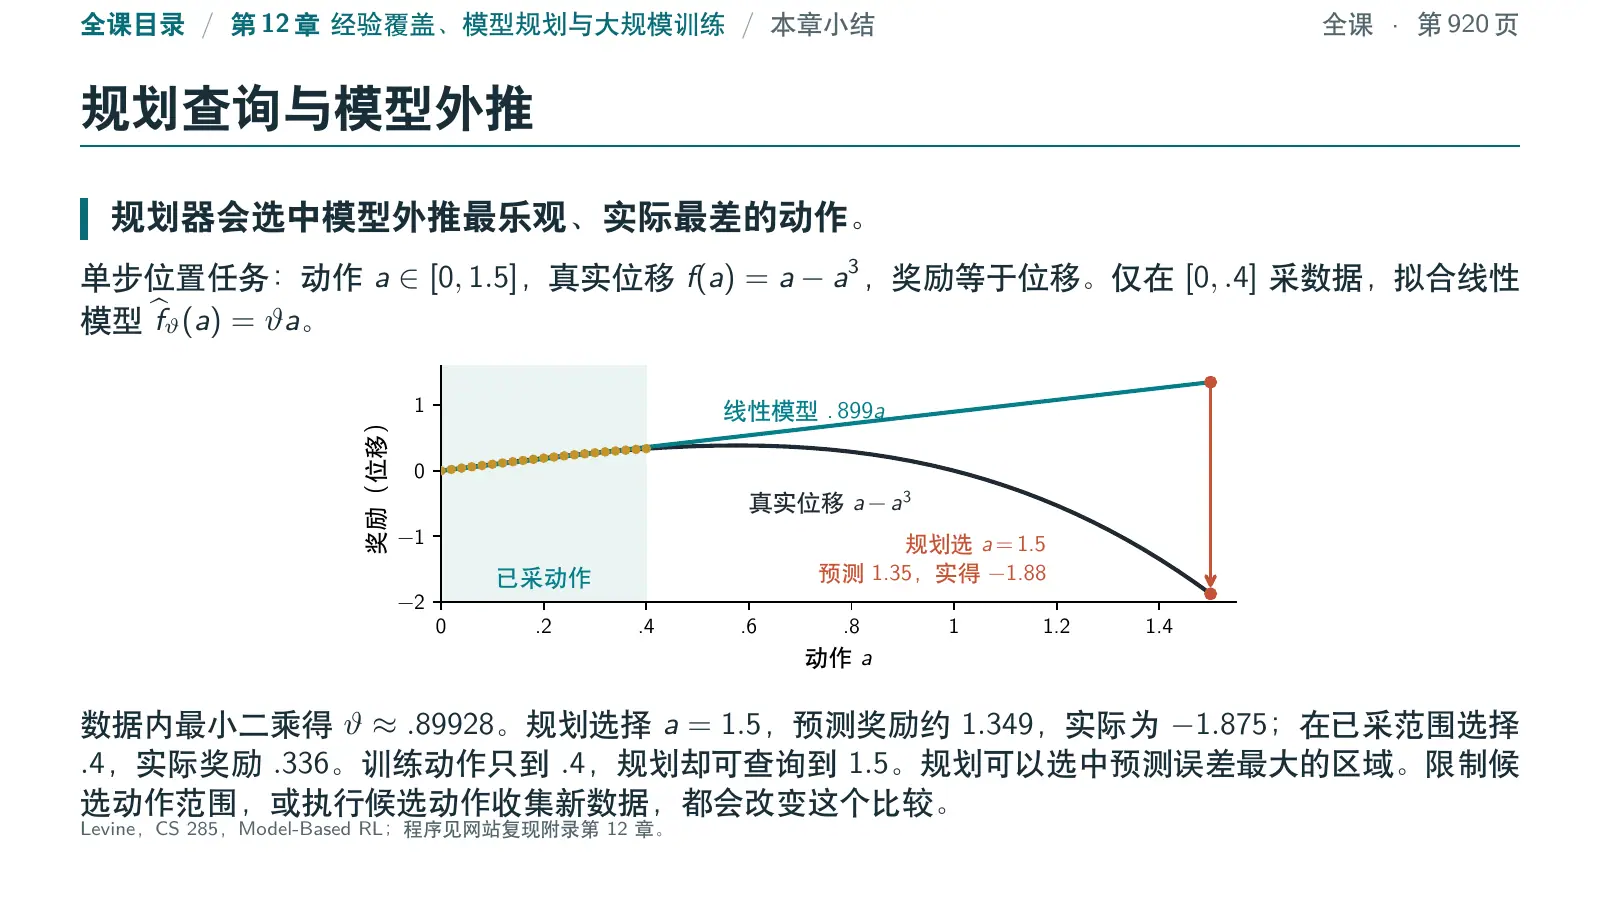 全课目录 / 第 12 章 经验覆盖、模型规划与大规模训练 / 本章小结
全课 · 第 920 页
规划查询与模型外推
规划器会选中模型外推最乐观、实际最差的动作。
单步位置任务：动作 a ∈ [0, 1.5]，真实位移 f(a) = a − a³，奖励等于位移。仅在 [0, .4] 采数据，拟合线性
模型 f̂_ϑ(a) = ϑa。
线性模型 .899a
真实位移 a − a³
规划选 a = 1.5
预测 1.35，实得 −1.88
已采动作
奖励（位移）
1
0
−1
−2
0 .2 .4 .6 .8 1 1.2 1.4
动作 a
数据内最小二乘得 ϑ ≈ .89928。规划选择 a = 1.5，预测奖励约 1.349，实际为 −1.875；在已采范围选择
.4，实际奖励 .336。训练动作只到 .4，规划却可查询到 1.5。规划可以选中预测误差最大的区域。限制候
选动作范围，或执行候选动作收集新数据，都会改变这个比较。
Levine，CS 285，Model-Based RL；程序见网站复现附录第 12 章。